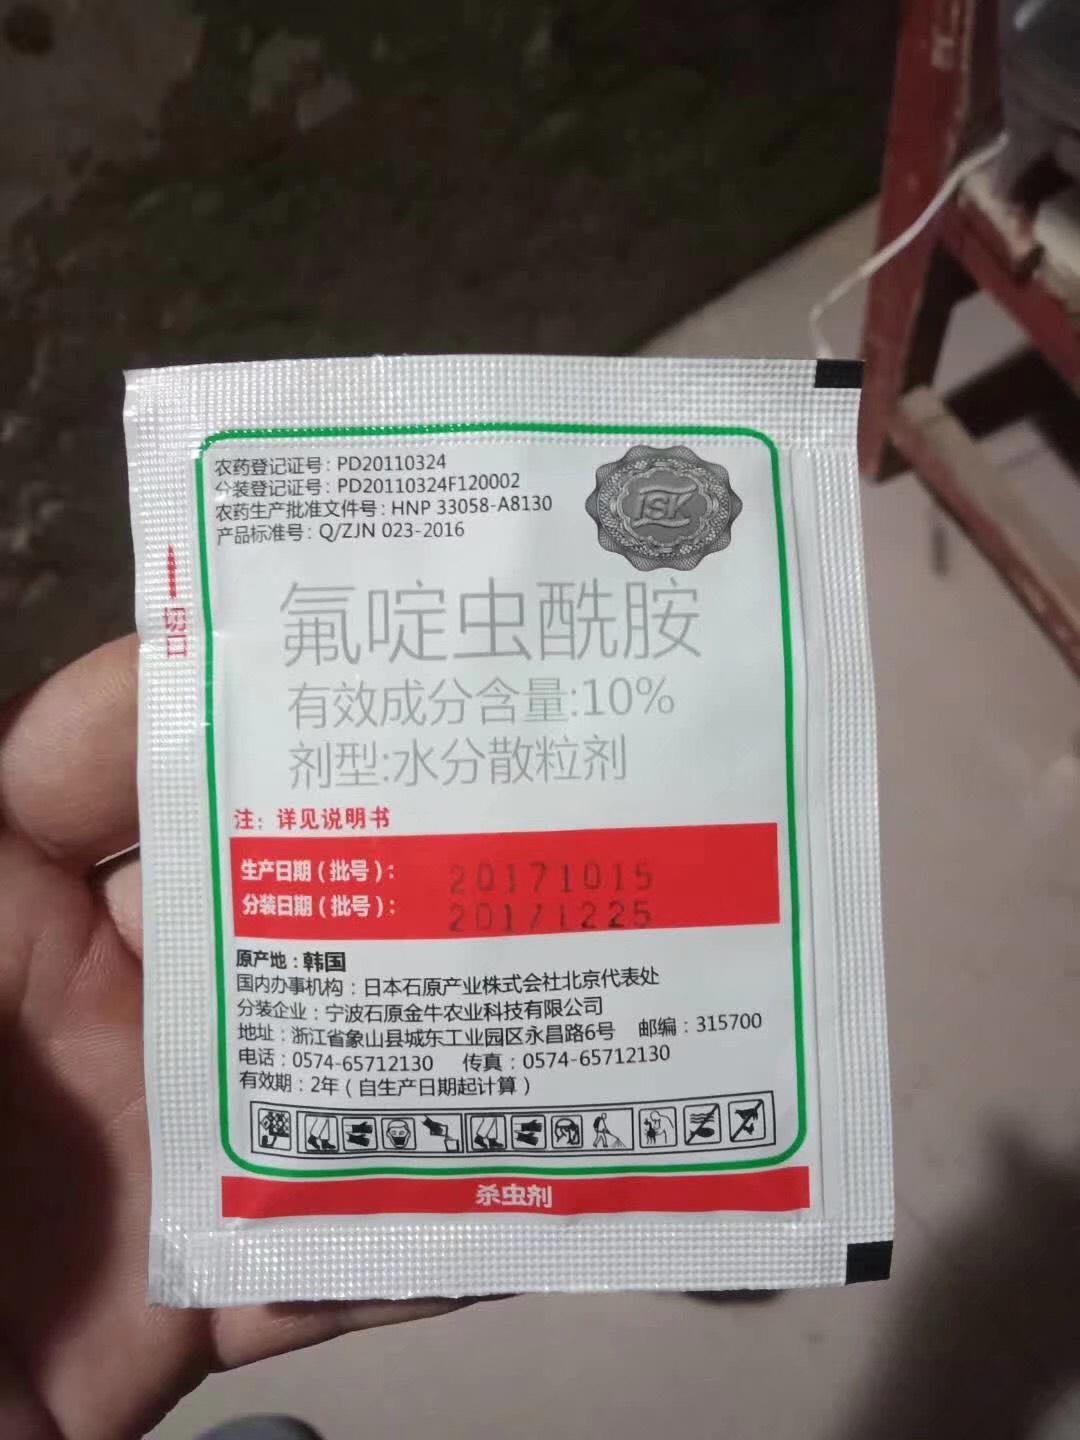 农药登记证号：PD20110324
分装登记证号：PD20110324F120002
农药生产批准文件号：HNP 33058-A8130
产品标准号：Q/ZJN 023-2016
ISK
切口
氟啶虫酰胺
有效成分含量:10%
剂型:水分散粒剂
注：详见说明书
生产日期（批号）： 20171015
分装日期（批号）： 20171225
原产地：韩国
国内办事机构：日本石原产业株式会社北京代表处
分装企业：宁波石原金牛农业科技有限公司
地址：浙江省象山县城东工业园区永昌路6号 邮编：315700
电话：0574-65712130 传真：0574-65712130
有效期：2年（自生产日期起计算）
杀虫剂